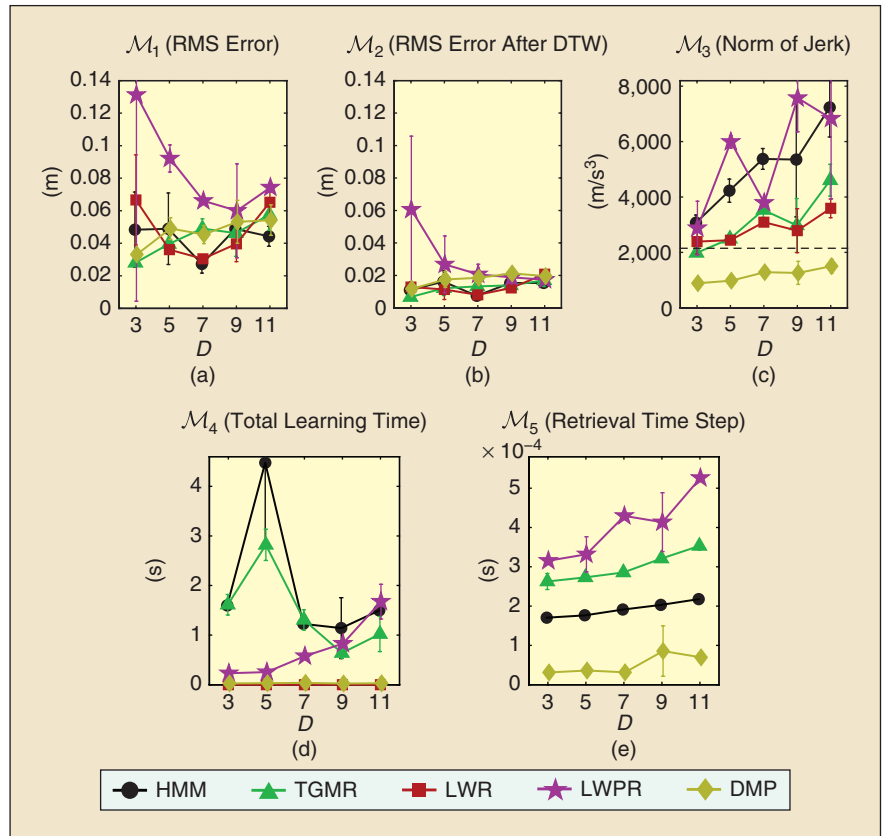 M₁ (RMS Error)
0.14
0.12
0.1
0.08
0.06
0.04
0.02
0
(m)
3 5 7 9 11
D
(a)
M₂ (RMS Error After DTW)
0.14
0.12
0.1
0.08
0.06
0.04
0.02
0
(m)
3 5 7 9 11
D
(b)
M₃ (Norm of Jerk)
8,000
6,000
4,000
2,000
0
(m/s³)
3 5 7 9 11
D
(c)
M₄ (Total Learning Time)
4
3
2
1
0
(s)
3 5 7 9 11
D
(d)
M₅ (Retrieval Time Step)
× 10⁻⁴
5
4
3
2
1
0
(s)
3 5 7 9 11
D
(e)
HMM TGMR LWR LWPR DMP